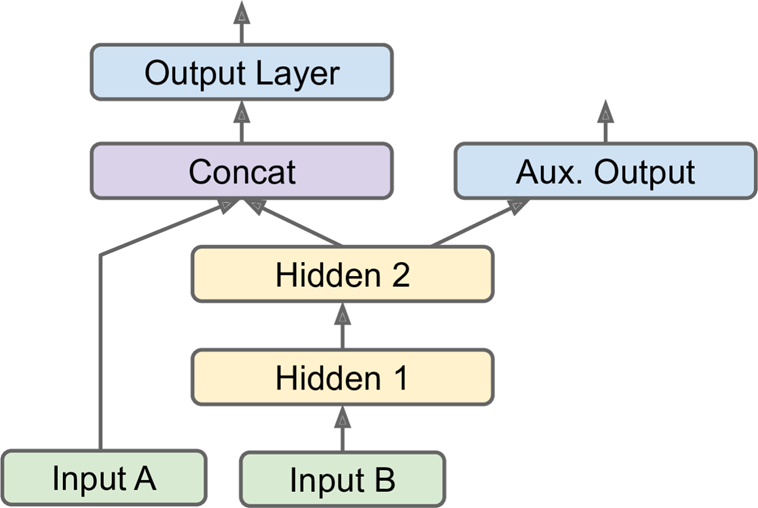 Output Layer
Concat
Aux. Output
Hidden 2
Hidden 1
Input A
Input B